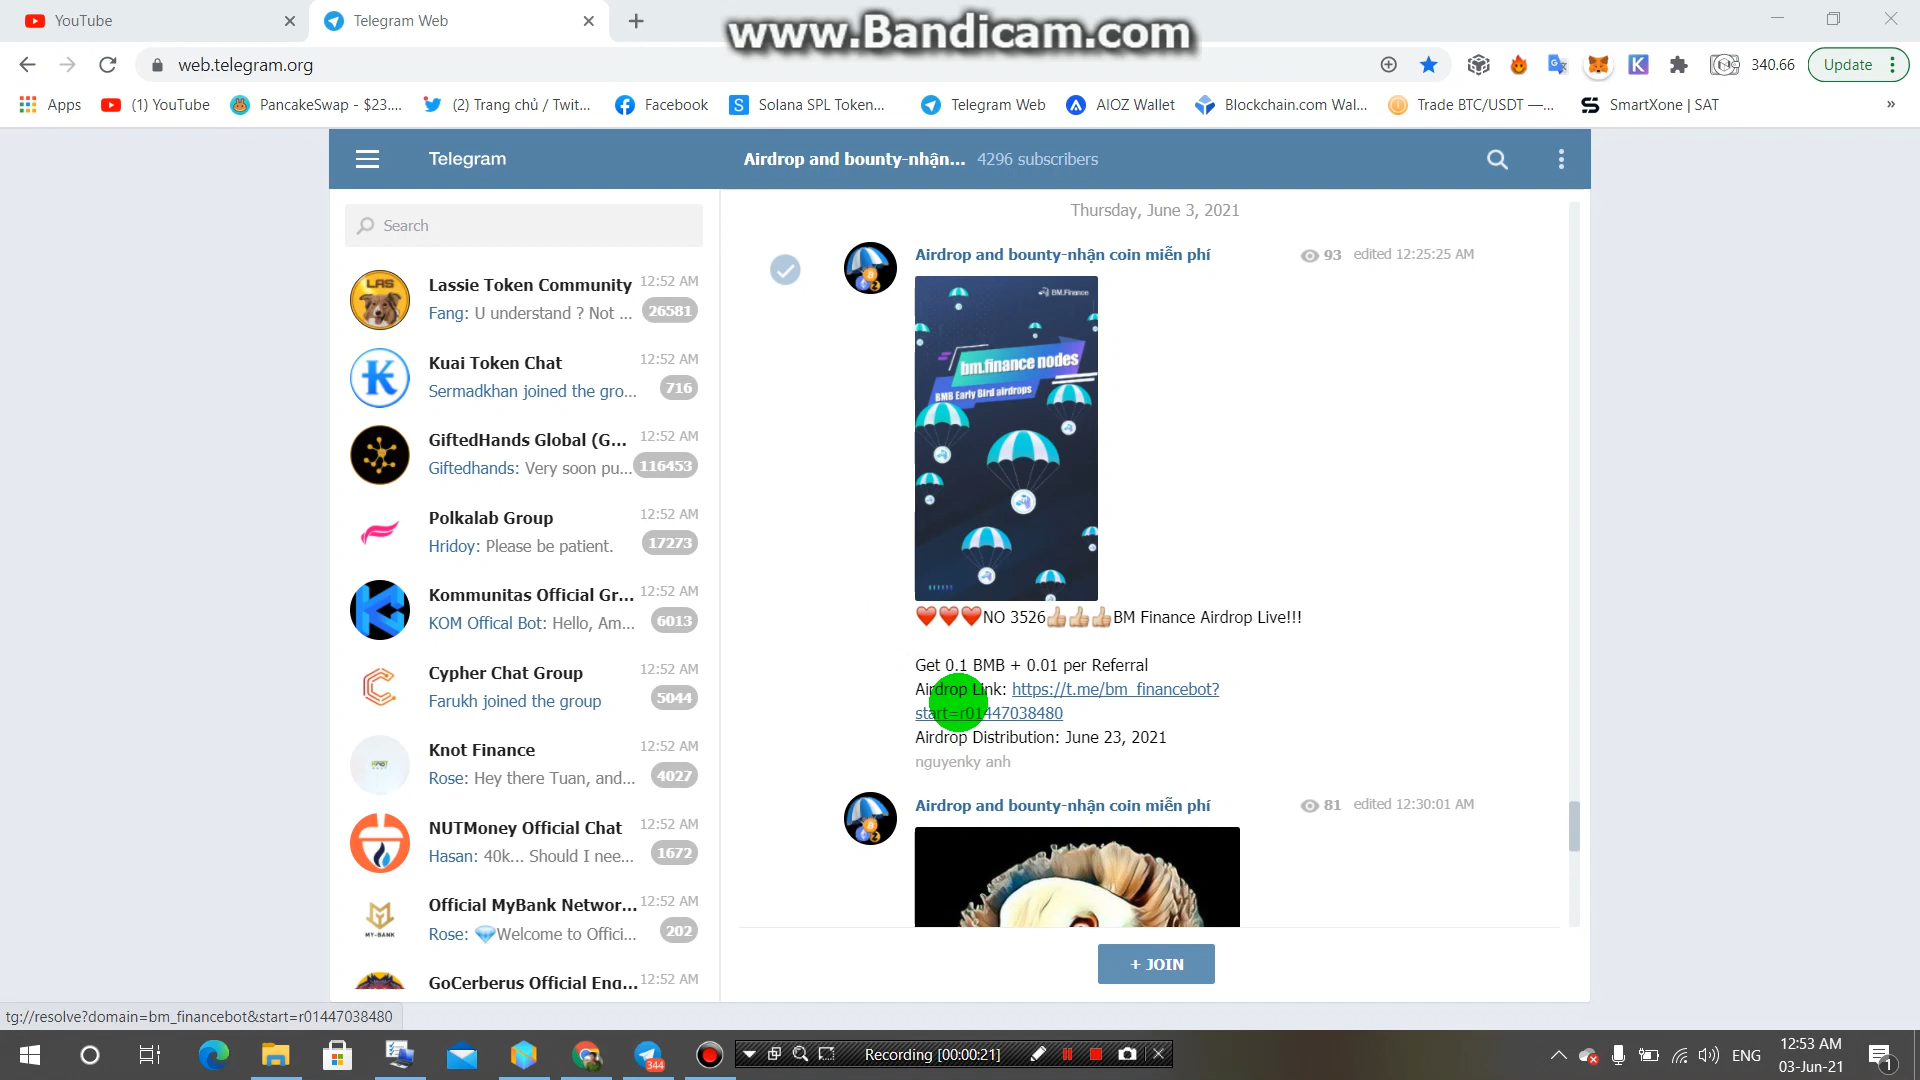 YouTube
Telegram Web
www.Bandicam.com
web.telegram.org
340.66
Update
Apps
(1) YouTube
PancakeSwap - $23....
(2) Trang chủ / Twit...
Facebook
Solana SPL Token...
Telegram Web
AIOZ Wallet
Blockchain.com Wal...
Trade BTC/USDT —...
SmartXone | SAT
»
Telegram
Airdrop and bounty-nhận... 4296 subscribers
Search
Lassie Token Community 12:52 AM
Fang: U understand ? Not ... 26581
Kuai Token Chat 12:52 AM
Sermadkhan joined the gro... 716
GiftedHands Global (G... 12:52 AM
Giftedhands: Very soon pu... 116453
Polkalab Group 12:52 AM
Hridoy: Please be patient. 17273
Kommunitas Official Gr... 12:52 AM
KOM Offical Bot: Hello, Am... 6013
Cypher Chat Group 12:52 AM
Farukh joined the group 5044
Knot Finance 12:52 AM
Rose: Hey there Tuan, and... 4027
NUTMoney Official Chat 12:52 AM
Hasan: 40k... Should I nee... 1672
Official MyBank Networ... 12:52 AM
Rose: 💎Welcome to Offici... 202
GoCerberus Official Eng... 12:52 AM
LAS
MY-BANK
Thursday, June 3, 2021
Airdrop and bounty-nhận coin miễn phí 93 edited 12:25:25 AM
BM.Finance
bm.finance nodes
BMB Early Bird airdrops
❤️❤️❤️NO 3526👍👍👍BM Finance Airdrop Live!!!
Get 0.1 BMB + 0.01 per Referral
Airdrop Link: https://t.me/bm_financebot?
start=r01447038480
Airdrop Distribution: June 23, 2021
nguyenky anh
Airdrop and bounty-nhận coin miễn phí 81 edited 12:30:01 AM
+ JOIN
tg://resolve?domain=bm_financebot&start=r01447038480
344
Recording [00:00:21]
ENG
12:53 AM
03-Jun-21
1